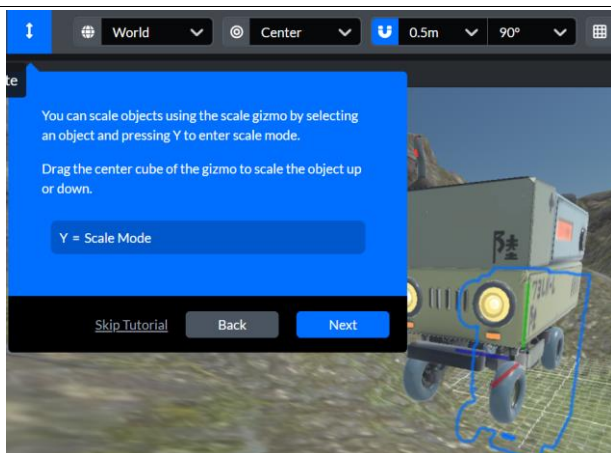 World
Center
0.5m
90°
te
You can scale objects using the scale gizmo by selecting
an object and pressing Y to enter scale mode.
Drag the center cube of the gizmo to scale the object up
or down.
Y = Scale Mode
Skip Tutorial
Back
Next